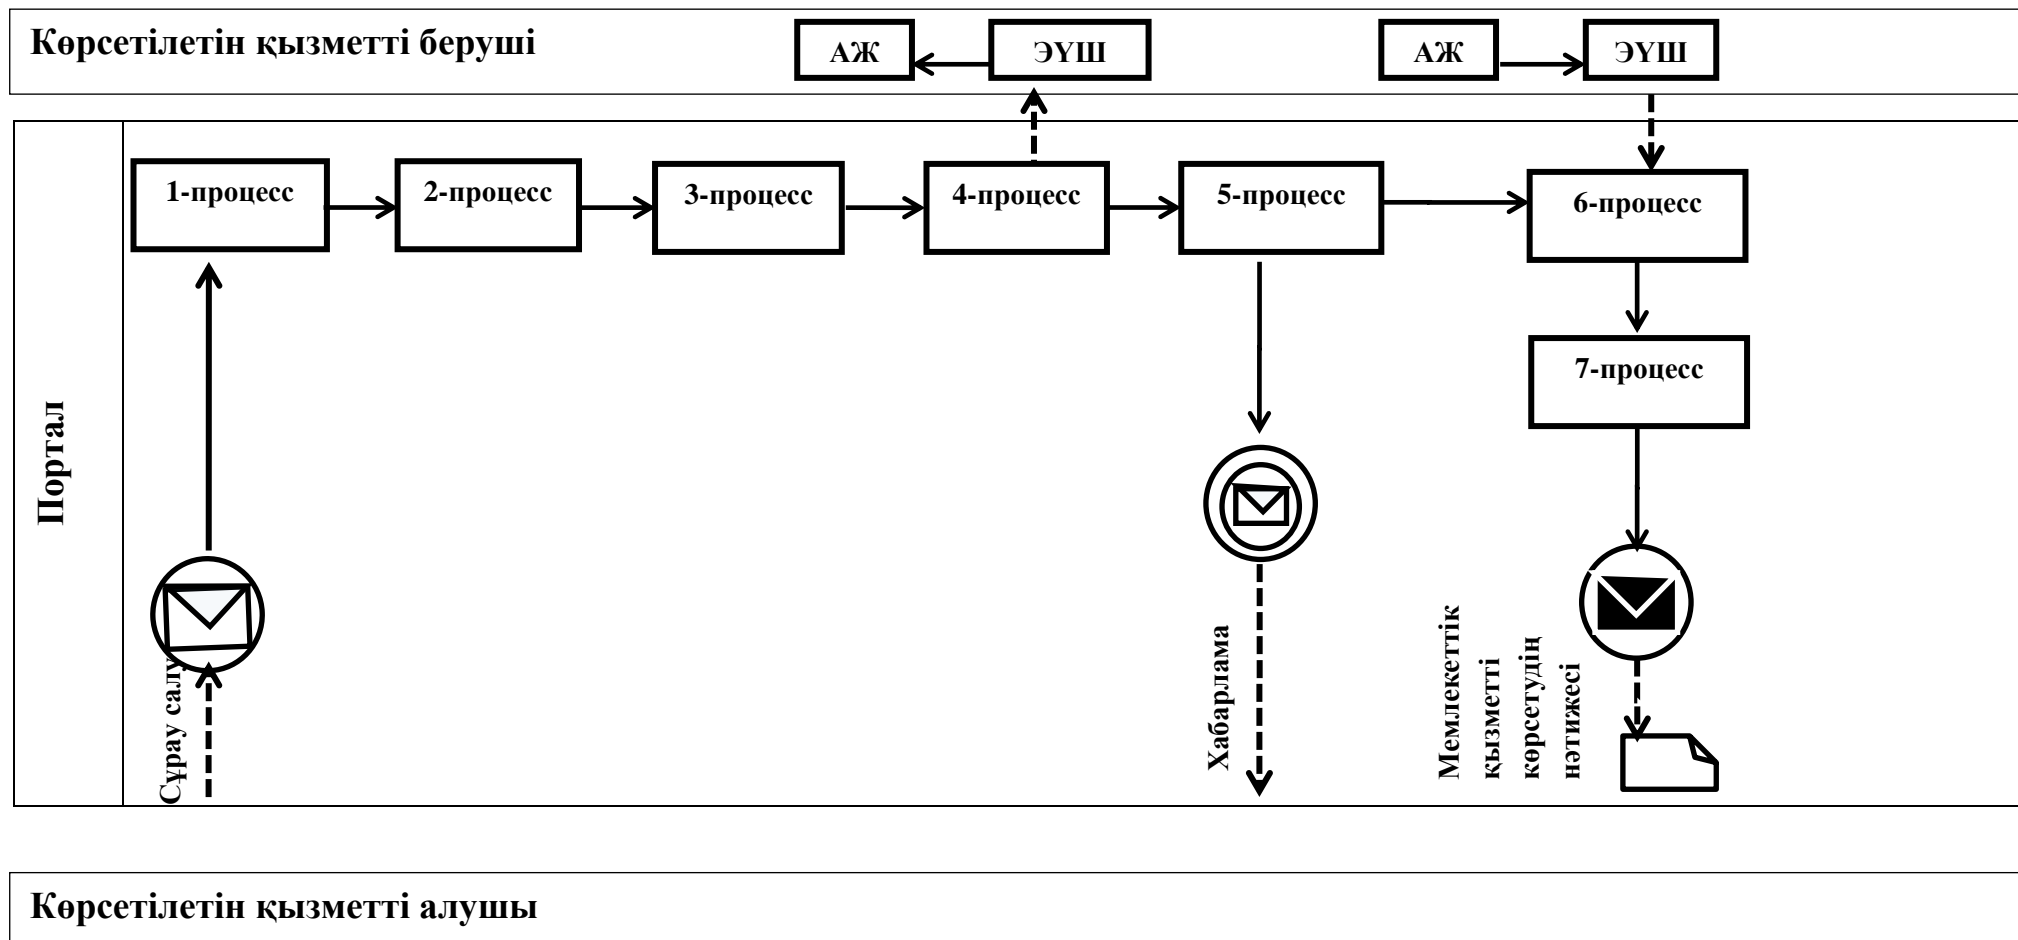 Көрсетілетін қызметті беруші
АЖ
ЭҮШ
АЖ
ЭҮШ
Портал
1-процесс
2-процесс
3-процесс
4-процесс
5-процесс
6-процесс
7-процесс
Сұрау салу
Хабарлама
Мемлекеттік
қызметті
көрсетудің
нәтижесі
Көрсетілетін қызметті алушы